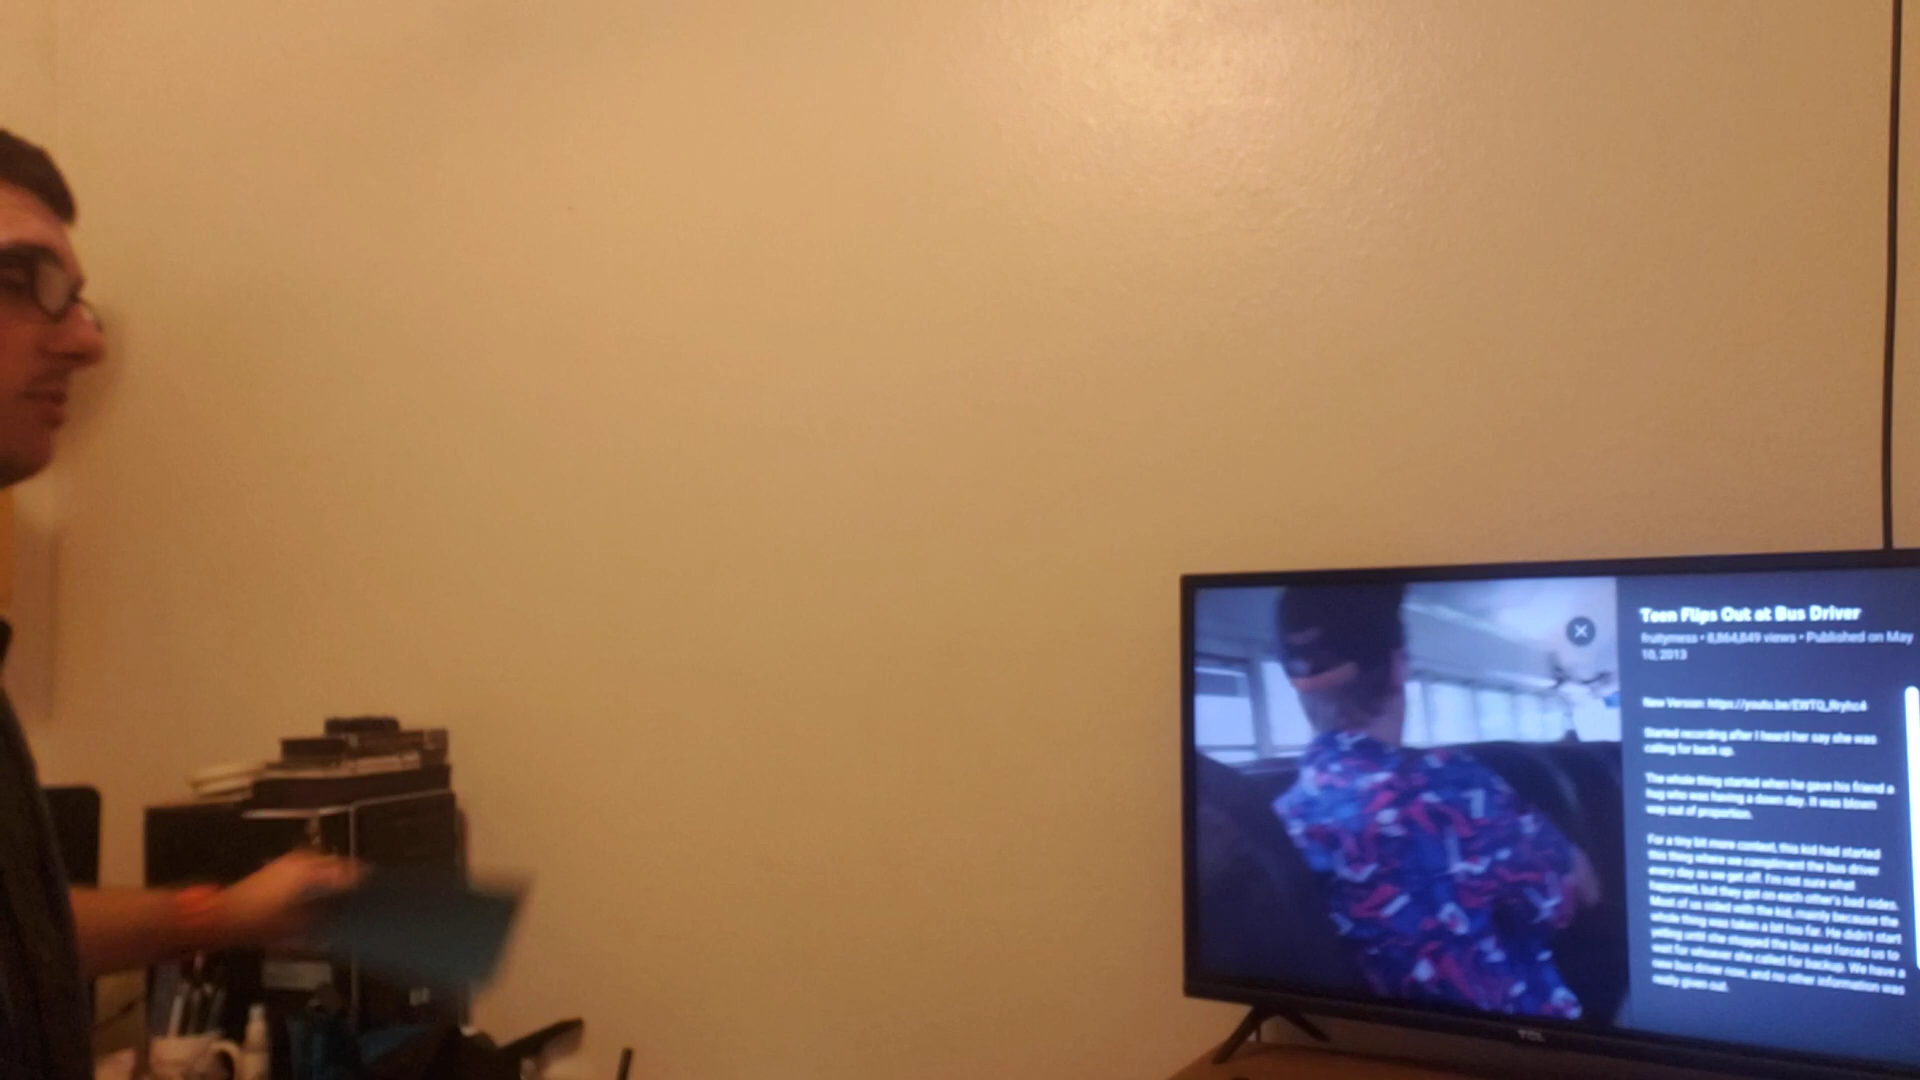 Teen Flips Out at Bus Driver
frutyness • 8,864,849 views • Published on May
10, 2013
New Version: https://youtu.be/EWTQ_Rryhc4
Started recording after I heard her say she was
calling for back up.
The whole thing started when he gave his friend a
hug who was having a down day. It was blown
way out of proportion.
For a tiny bit more context, this kid had started
this thing where we compliment the bus driver
every day as we get off. I'm not sure what
happened, but they got on each other's bad sides.
Most of us sided with the kid, mainly because the
whole thing was taken a bit too far. He didn't start
yelling until she stopped the bus and forced us to
wait for whoever she called for backup. We have a
new bus driver now, and no other information was
really given out.
TCL